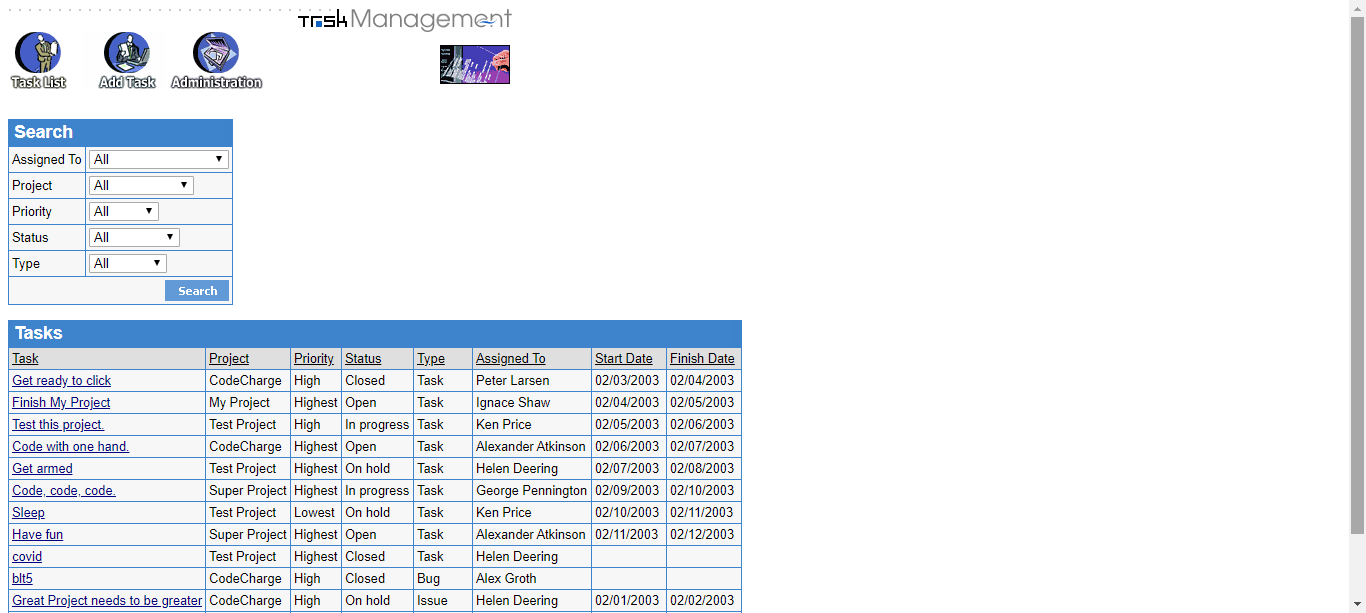 Task Management
Task List Add Task Administration
Search
Assigned To All
Project All
Priority All
Status All
Type All
Search
Tasks
Task Project Priority Status Type Assigned To Start Date Finish Date
Get ready to click CodeCharge High Closed Task Peter Larsen 02/03/2003 02/04/2003
Finish My Project My Project Highest Open Task Ignace Shaw 02/04/2003 02/05/2003
Test this project. Test Project High In progress Task Ken Price 02/05/2003 02/06/2003
Code with one hand. CodeCharge Highest Open Task Alexander Atkinson 02/06/2003 02/07/2003
Get armed Test Project Highest On hold Task Helen Deering 02/07/2003 02/08/2003
Code, code, code. Super Project Highest In progress Task George Pennington 02/09/2003 02/10/2003
Sleep Test Project Lowest On hold Task Ken Price 02/10/2003 02/11/2003
Have fun Super Project Highest Open Task Alexander Atkinson 02/11/2003 02/12/2003
covid Test Project Highest Closed Task Helen Deering
blt5 CodeCharge High Closed Bug Alex Groth
Great Project needs to be greater CodeCharge High On hold Issue Helen Deering 02/01/2003 02/02/2003